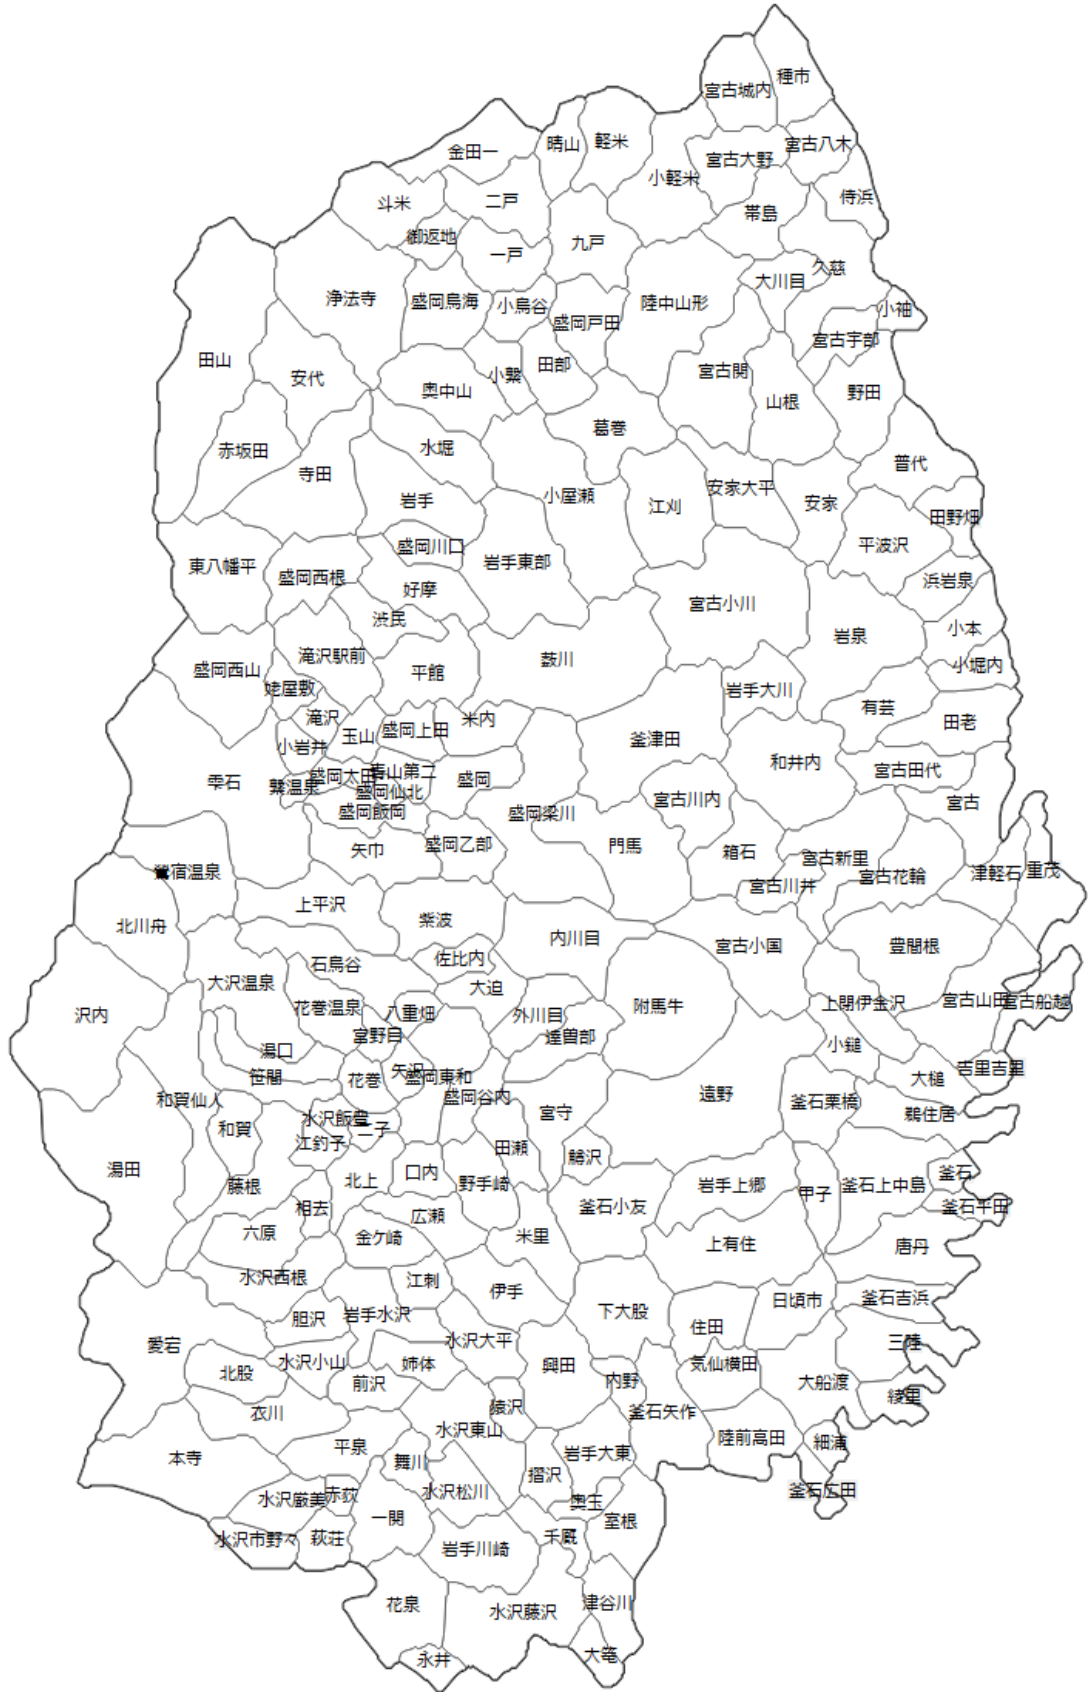 種市
宮古城内
軽米
晴山
宮古八木
金田一
宮古大野
小軽米
侍浜
二戸
斗米
帯島
御返地
九戸
一戸
久慈
大川目
浄法寺
盛岡鳥海
小鳥谷
陸中山形
小袖
盛岡戸田
宮古宇部
田山
田部
宮古関
安代
小繋
奥中山
野田
山根
葛巻
水堀
赤坂田
普代
寺田
安家大平
小屋瀬
岩手
安家
江刈
田野畑
盛岡川口
平波沢
岩手東部
東八幡平
盛岡西根
浜岩泉
好摩
宮古小川
渋民
小本
岩泉
滝沢駅前
薮川
小堀内
盛岡西山
平館
姥屋敷
岩手大川
有芸
滝沢
米内
田老
盛岡上田
玉山
釜津田
小岩井
和井内
宮古田代
青山第二
盛岡太田
盛岡
雫石
盛岡仙北
宮古川内
宮古
盛岡飯岡
盛岡梁川
盛岡乙部
門馬
矢巾
箱石
宮古新里
鶯宿温泉
津軽石
重茂
宮古花輪
宮古川井
上平沢
紫波
北川舟
内川目
宮古小国
豊間根
佐比内
石鳥谷
大沢温泉
大迫
宮古山田
宮古船越
上閉伊金沢
附馬牛
花巻温泉
八重畑
外川目
沢内
宮野目
達曽部
小鎚
湯口
矢沢
吉里吉里
笹間
花巻
盛岡東和
大槌
遠野
盛岡谷内
和賀仙人
釜石栗橋
宮守
鵜住居
水沢飯豊
二子
和賀
江釣子
田瀬
鱒沢
湯田
口内
釜石
北上
野手崎
藤根
岩手上郷
甲子
釜石上中島
相去
釜石小友
釜石平田
広瀬
六原
金ケ崎
米里
上有住
唐丹
水沢西根
江刺
伊手
釜石吉浜
日頃市
下大股
岩手水沢
胆沢
住田
愛宕
水沢大平
三陸
水沢小山
姉体
気仙横田
興田
北股
前沢
内野
大船渡
綾里
猿沢
衣川
釜石矢作
水沢東山
陸前高田
細浦
平泉
岩手大東
本寺
舞川
摺沢
釜石広田
水沢松川
赤荻
水沢厳美
奥玉
一関
室根
千厩
萩荘
水沢市野々
岩手川崎
津谷川
花泉
水沢藤沢
大篭
永井